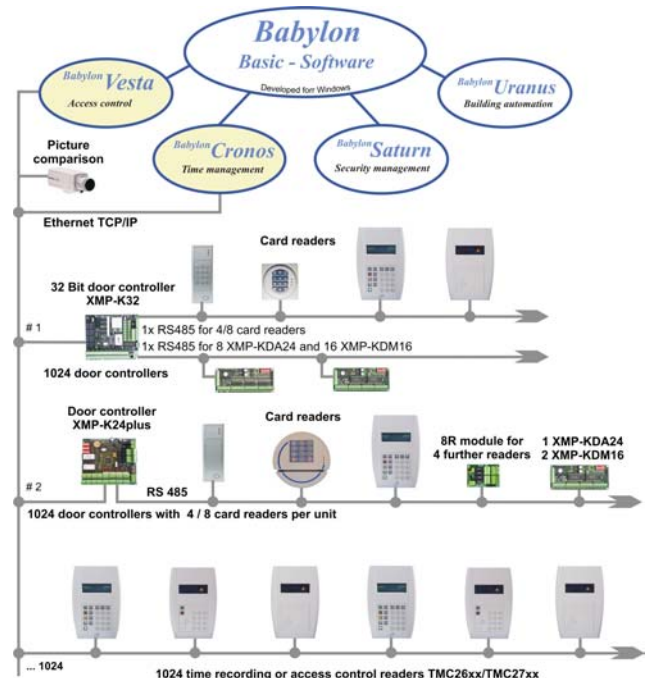 Babylon
Basic - Software
Developed forr Windows
Babylon Vesta
Access control
Babylon Uranus
Building automation
Babylon Cronos
Time management
Babylon Saturn
Security management
Picture
comparison
Ethernet TCP/IP
Card readers
32 Bit door controller
XMP-K32
# 1
1x RS485 for 4/8 card readers
1x RS485 for 8 XMP-KDA24 and 16 XMP-KDM16
1024 door controllers
Door controller
XMP-K24plus
Card readers
8R module for
4 further readers
1 XMP-KDA24
2 XMP-KDM16
# 2
RS 485
1024 door controllers with 4 / 8 card readers per unit
... 1024
1024 time recording or access control readers TMC26xx/TMC27xx